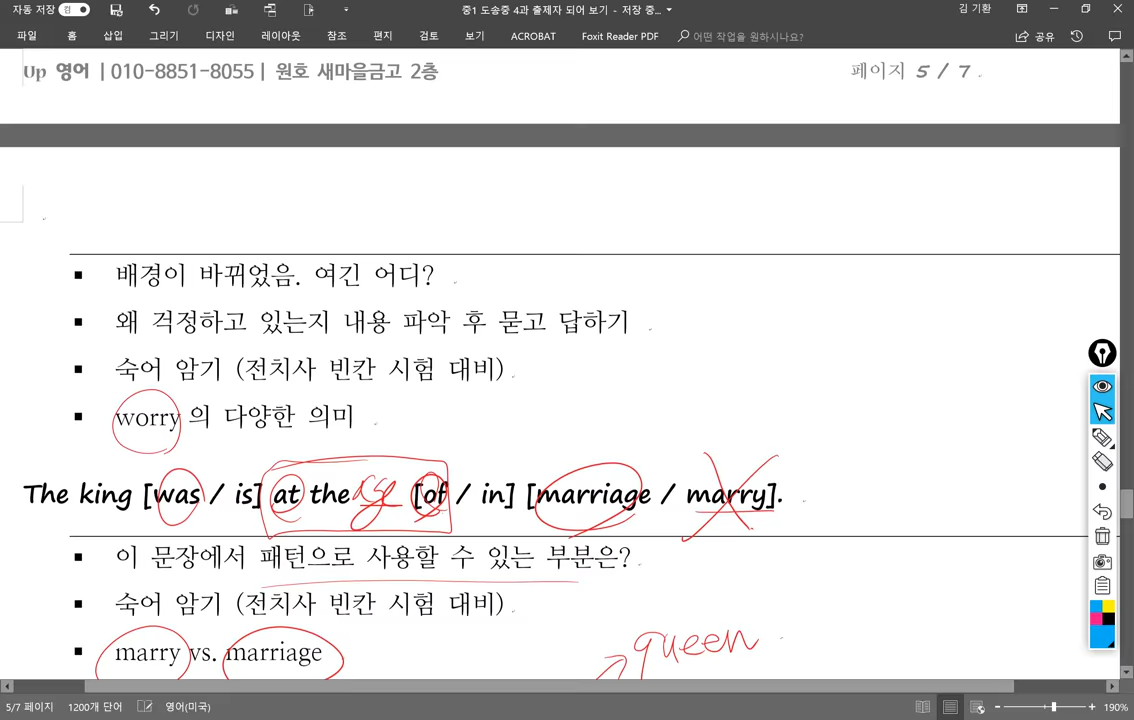 자동 저장 컴 중1 도송중 4과 출제자 되어 보기 - 저장 중... 김 기환
파일 홈 삽입 그리기 디자인 레이아웃 참조 편지 검토 보기 ACROBAT Foxit Reader PDF 어떤 작업을 원하시나요? 공유
Up 영어 | 010-8851-8055 | 원호 새마을금고 2층 페이지 5 / 7
배경이 바뀌었음. 여긴 어디?
왜 걱정하고 있는지 내용 파악 후 묻고 답하기
숙어 암기 (전치사 빈칸 시험 대비)
worry 의 다양한 의미
The king [was / is] at the age [of / in] [marriage / marry].
이 문장에서 패턴으로 사용할 수 있는 부분은?
숙어 암기 (전치사 빈칸 시험 대비)
queen
marry vs. marriage
5/7 페이지 1200개 단어 영어(미국) 190%